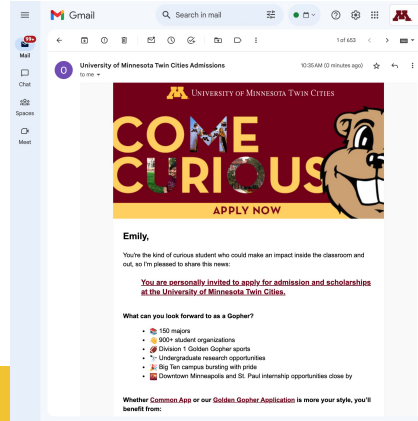 Gmail
Search in mail
99+
Mail
Chat
Spaces
Meet
1 of 653
O
University of Minnesota Twin Cities Admissions
10:35 AM (0 minutes ago)
to me
M University of Minnesota Twin Cities
COME
CURIOUS
APPLY NOW
Emily,
You're the kind of curious student who could make an impact inside the classroom and
out, so I'm pleased to share this news:
You are personally invited to apply for admission and scholarships
at the University of Minnesota Twin Cities.
What can you look forward to as a Gopher?
• 📚 150 majors
• 👋 900+ student organizations
• 🏈 Division 1 Golden Gopher sports
• 🔭 Undergraduate research opportunities
• 🎉 Big Ten campus bursting with pride
• 🌇 Downtown Minneapolis and St. Paul internship opportunities close by
Whether Common App or our Golden Gopher Application is more your style, you'll
benefit from: